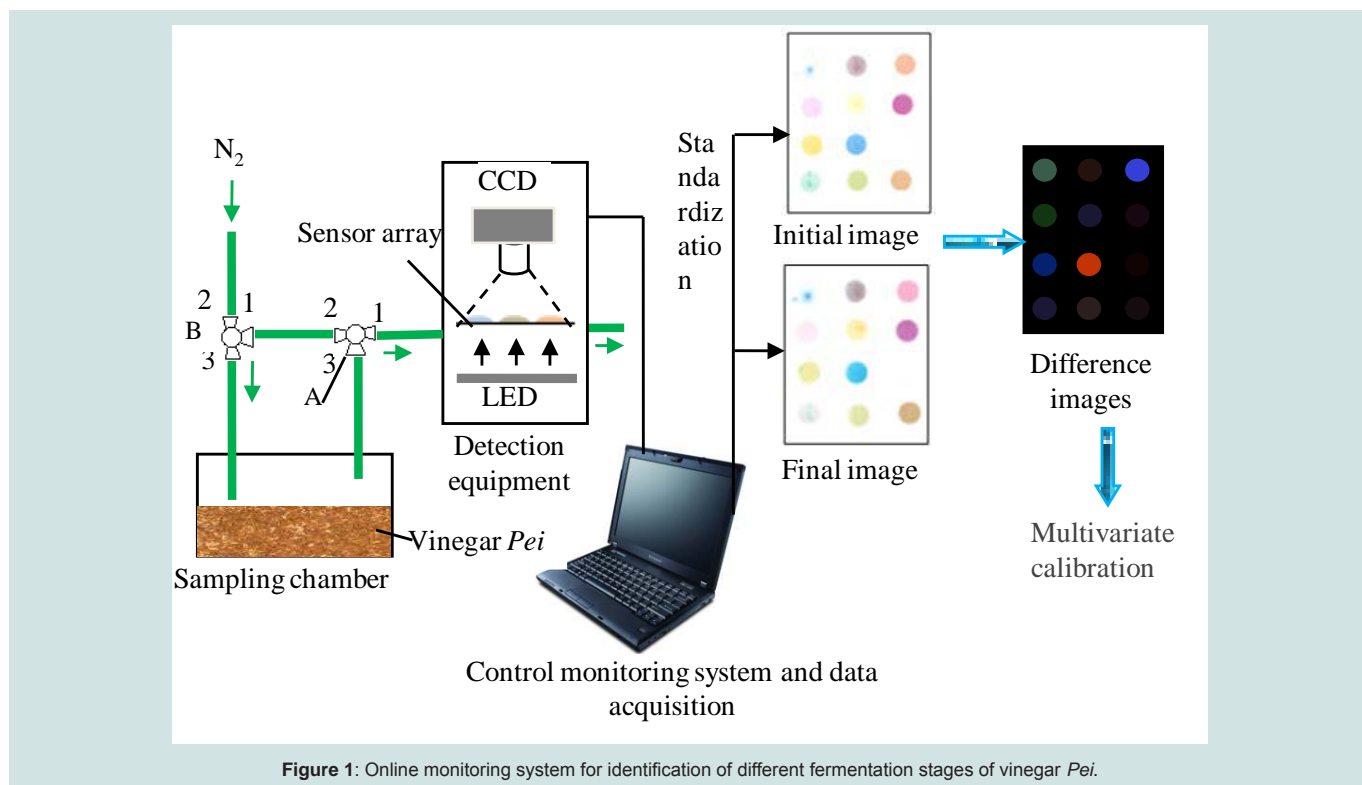 N2
CCD
Sensor array
2
1
B
3
2
1
3
A
LED
Detection
equipment
Vinegar Pei
Sampling chamber
Control monitoring system and data
acquisition
Sta
nda
rdiz
atio
n
Initial image
Final image
Difference
images
Multivariate
calibration
Figure 1: Online monitoring system for identification of different fermentation stages of vinegar Pei.